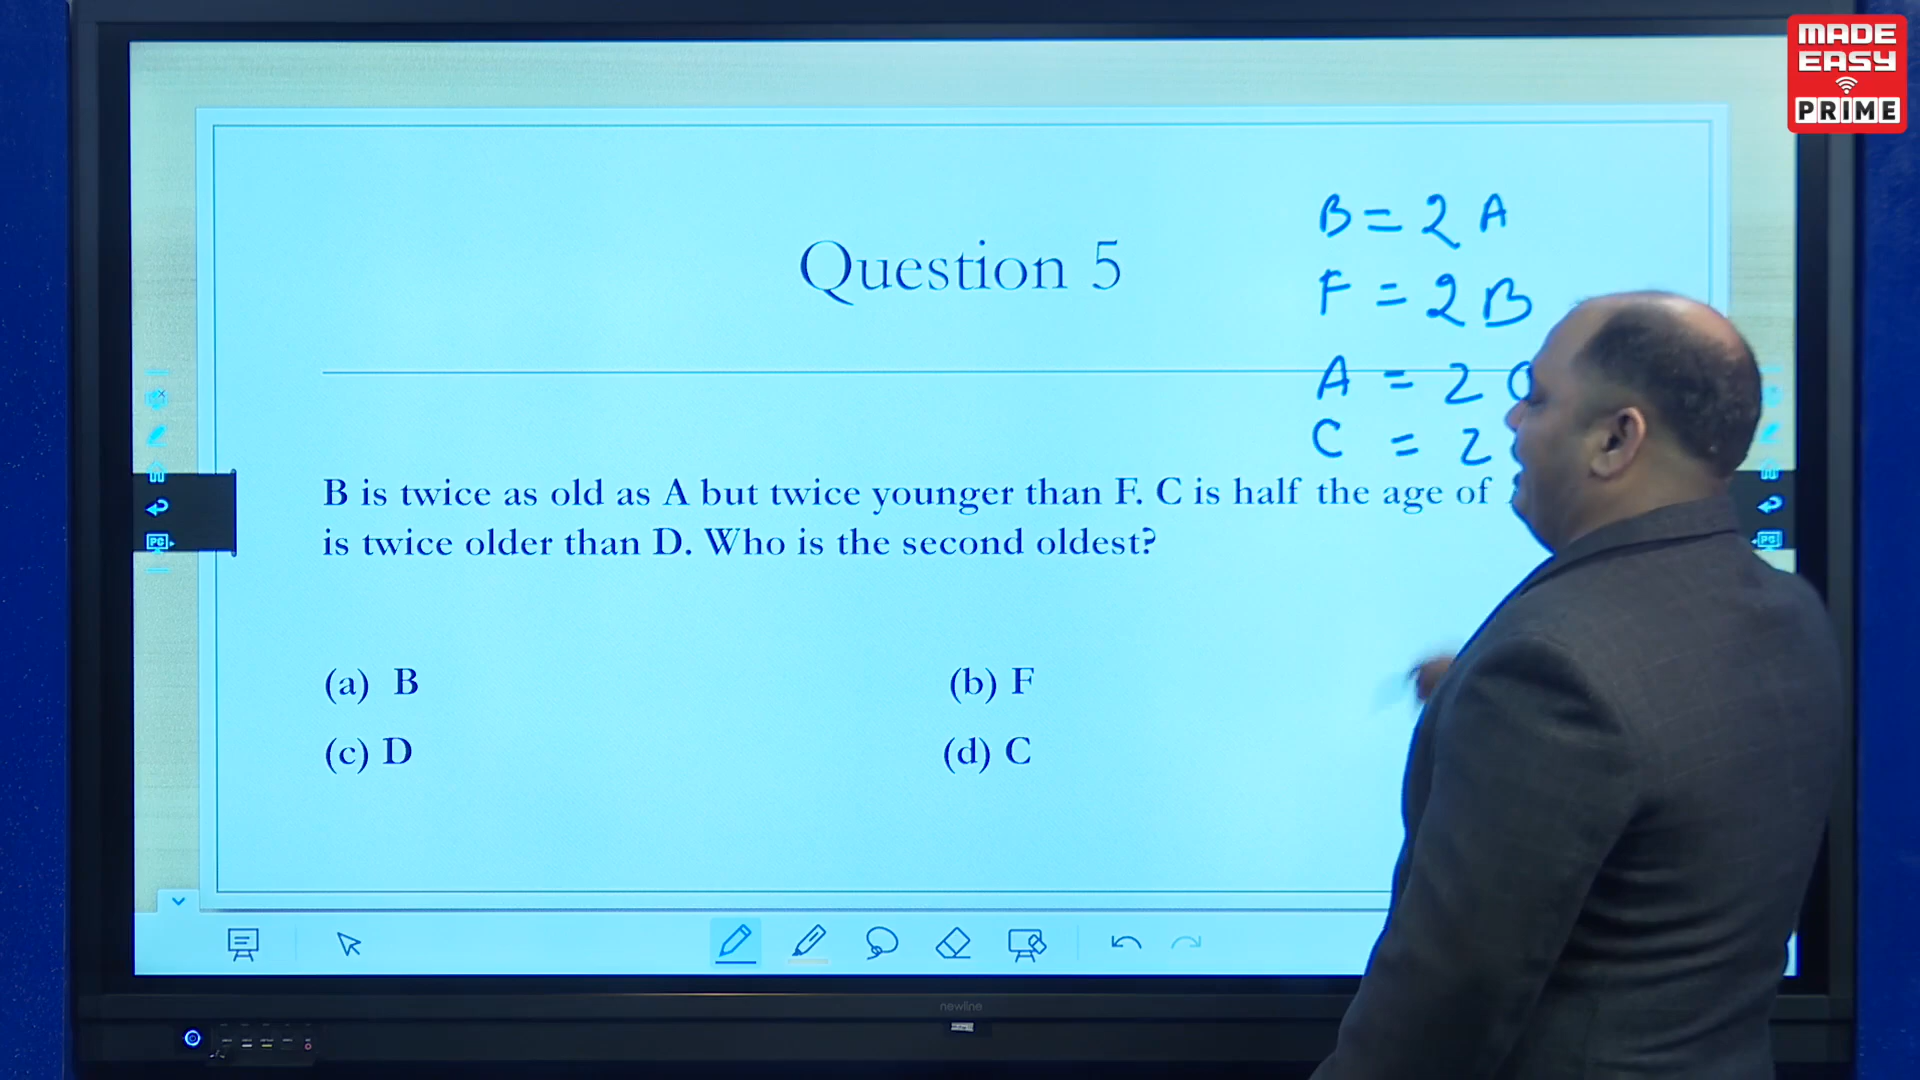 MADE
EASY
PRIME
B = 2 A
Question 5
F = 2 B
A = 2
C = 2
B is twice as old as A but twice younger than F. C is half the age of
is twice older than D. Who is the second oldest?
(a) B
(b) F
(c) D
(d) C
newline